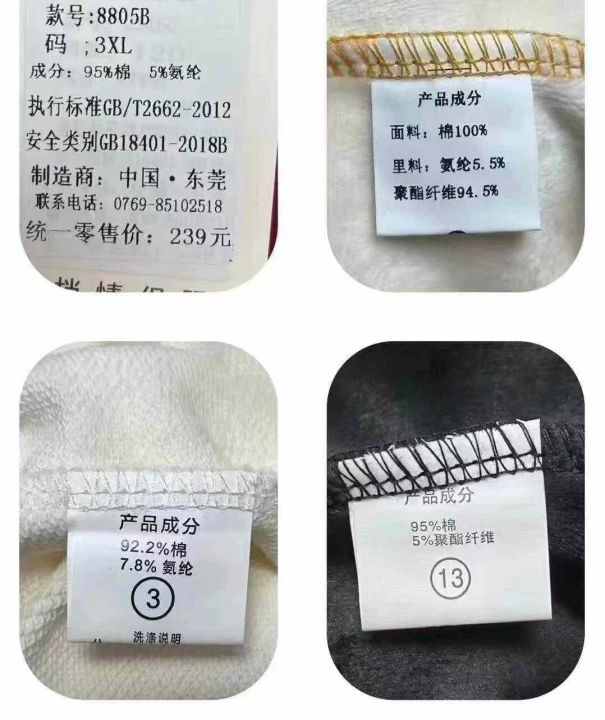 款号:8805B
码 ;3XL
成分：95%棉 5%氨纶
执行标准GB/T2662-2012
安全类别GB18401-2018B
制造商：中国·东莞
联系电话：0769-85102518
统一零售价：239元
产品成分
面料：棉100%
里料：氨纶5.5%
聚酯纤维94.5%
产品成分
92.2%棉
7.8%氨纶
3
洗涤说明
产品成分
95%棉
5%聚酯纤维
13